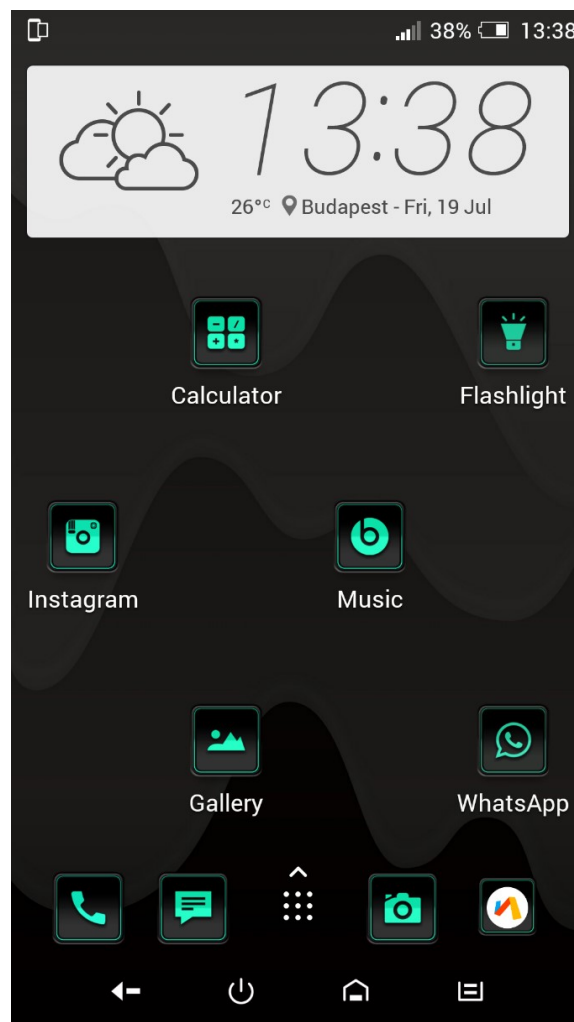 38% 13:38
13:38
26°C Budapest - Fri, 19 Jul
Calculator Flashlight
Instagram Music
Gallery WhatsApp